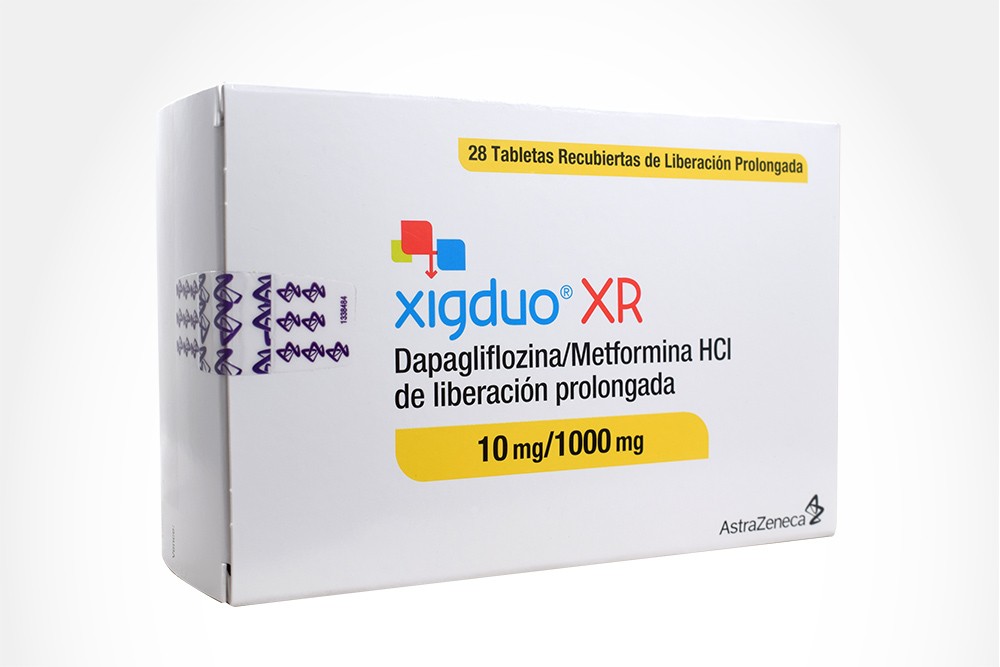 28 Tabletas Recubiertas de Liberación Prolongada
xigduo® XR
Dapagliflozina/Metformina HCl
de liberación prolongada
10 mg/1000 mg
AstraZeneca
1338484